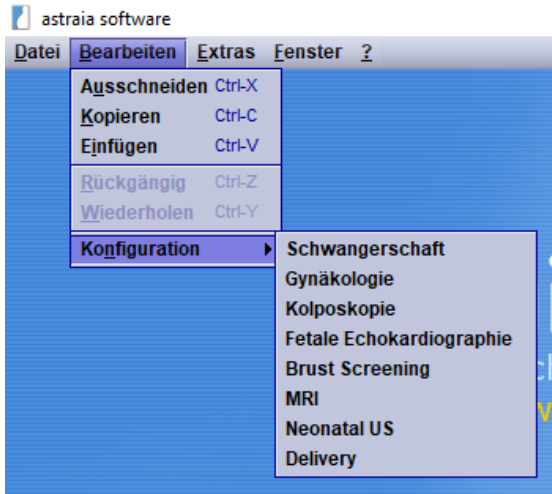 astraia software
Datei Bearbeiten Extras Fenster ?
Ausschneiden Ctrl-X
Kopieren Ctrl-C
Einfügen Ctrl-V
Rückgängig Ctrl-Z
Wiederholen Ctrl-Y
Konfiguration
Schwangerschaft
Gynäkologie
Kolposkopie
Fetale Echokardiographie
Brust Screening
MRI
Neonatal US
Delivery